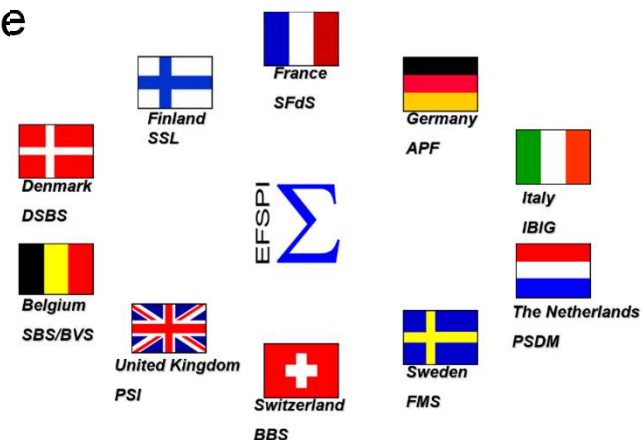 e
France
SFdS
Finland
SSL
Germany
APF
Denmark
DSBS
Italy
IBIG
EFSPI
Σ
Belgium
SBS/BVS
The Netherlands
PSDM
United Kingdom
PSI
Sweden
FMS
Switzerland
BBS